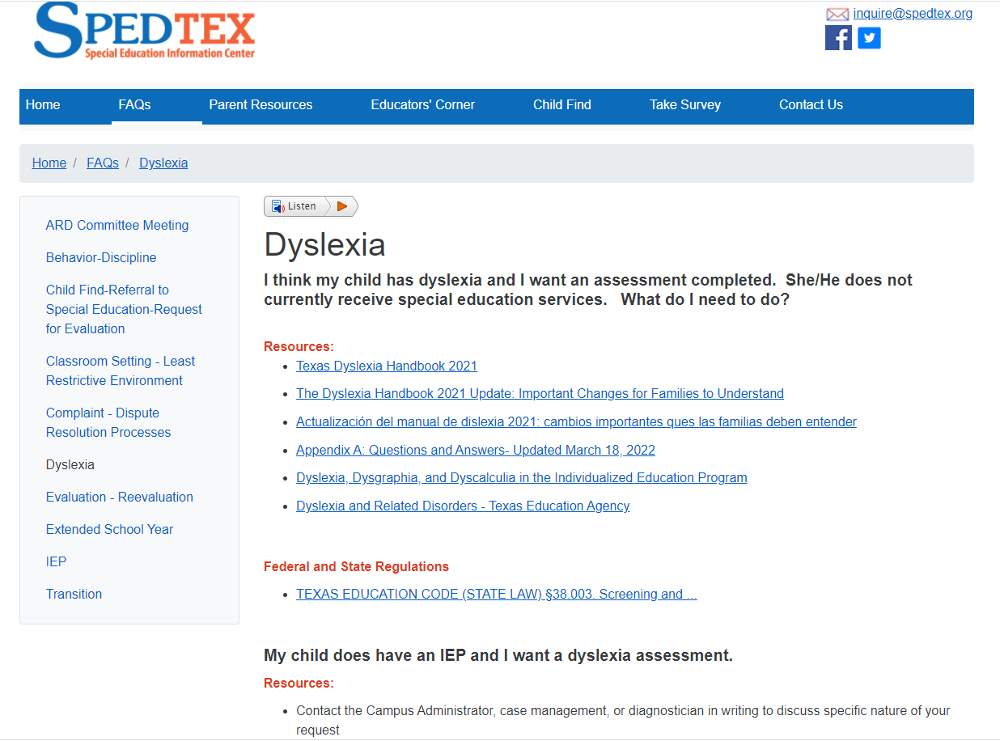 SPEDTEX
Special Education Information Center
inquire@spedtex.org
Home FAQs Parent Resources Educators' Corner Child Find Take Survey Contact Us
Home / FAQs / Dyslexia
ARD Committee Meeting
Behavior-Discipline
Child Find-Referral to
Special Education-Request
for Evaluation
Classroom Setting - Least
Restrictive Environment
Complaint - Dispute
Resolution Processes
Dyslexia
Evaluation - Reevaluation
Extended School Year
IEP
Transition
Listen
Dyslexia
I think my child has dyslexia and I want an assessment completed.  She/He does not
currently receive special education services.   What do I need to do?
Resources:
• Texas Dyslexia Handbook 2021
• The Dyslexia Handbook 2021 Update: Important Changes for Families to Understand
• Actualización del manual de dislexia 2021: cambios importantes ques las familias deben entender
• Appendix A: Questions and Answers- Updated March 18, 2022
• Dyslexia, Dysgraphia, and Dyscalculia in the Individualized Education Program
• Dyslexia and Related Disorders - Texas Education Agency
Federal and State Regulations
• TEXAS EDUCATION CODE (STATE LAW) §38.003. Screening and ...
My child does have an IEP and I want a dyslexia assessment.
Resources:
• Contact the Campus Administrator, case management, or diagnostician in writing to discuss specific nature of your
request